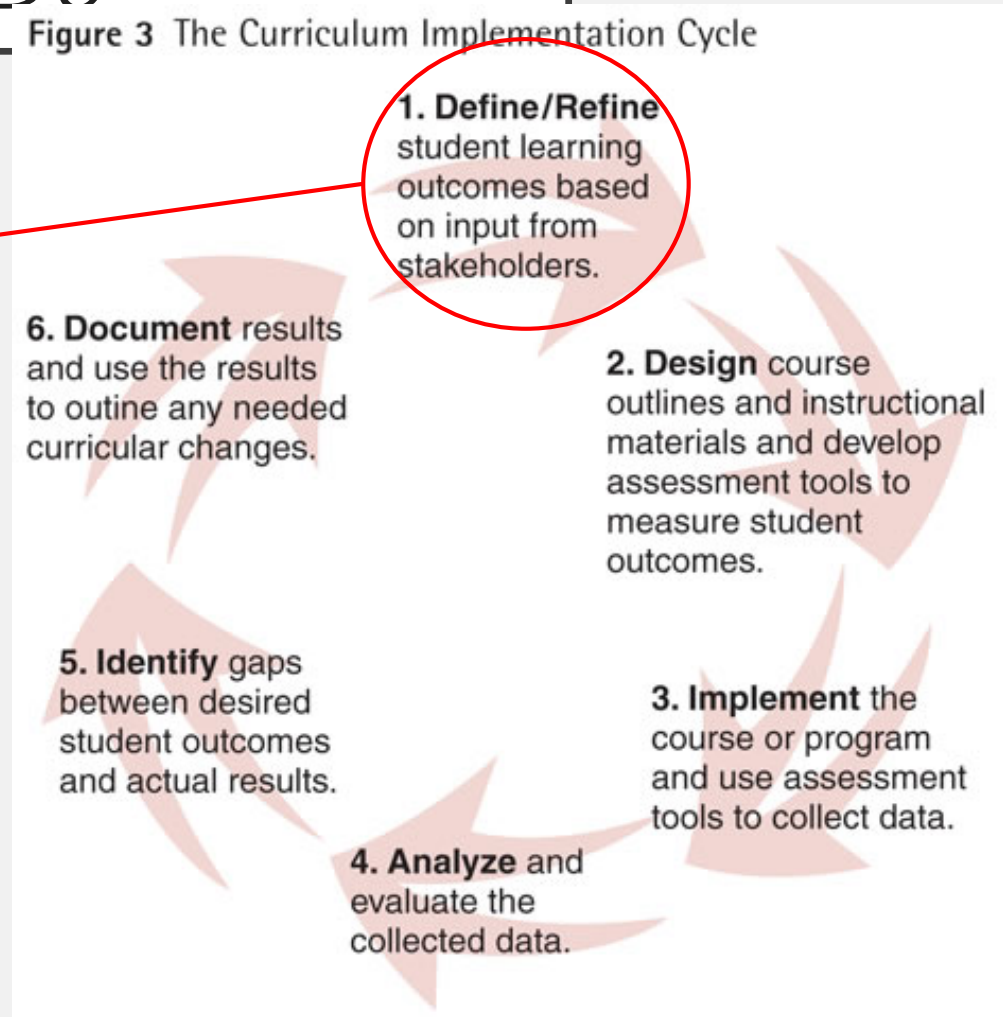 Figure 3 The Curriculum Implementation Cycle
1. Define/Refine
student learning
outcomes based
on input from
stakeholders.
2. Design course
outlines and instructional
materials and develop
assessment tools to
measure student
outcomes.
3. Implement the
course or program
and use assessment
tools to collect data.
4. Analyze and
evaluate the
collected data.
5. Identify gaps
between desired
student outcomes
and actual results.
6. Document results
and use the results
to outine any needed
curricular changes.